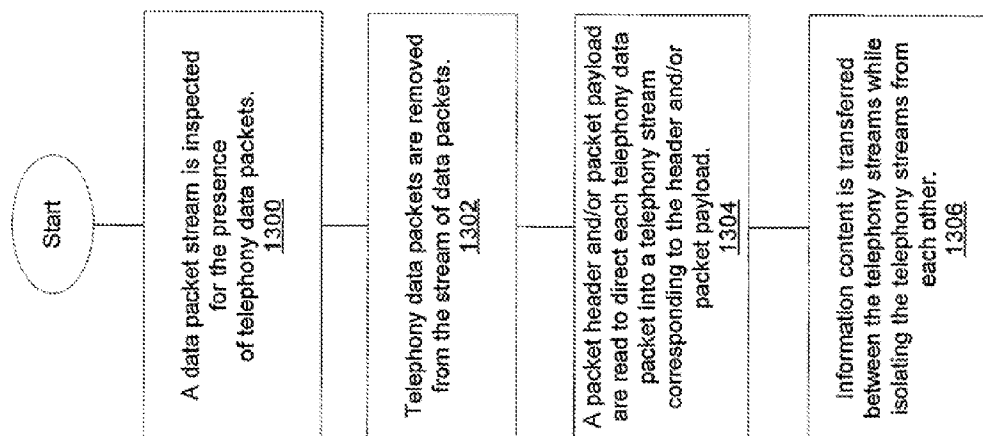 Start
A data packet stream is inspected
for the presence
of telephony data packets.
1300
Telephony data packets are removed
from the stream of data packets.
1302
A packet header and/or packet payload
are read to direct each telephony data
packet into a telephony stream
corresponding to the header and/or
packet payload.
1304
Information content is transferred
between the telephony streams while
isolating the telephony streams from
each other.
1306